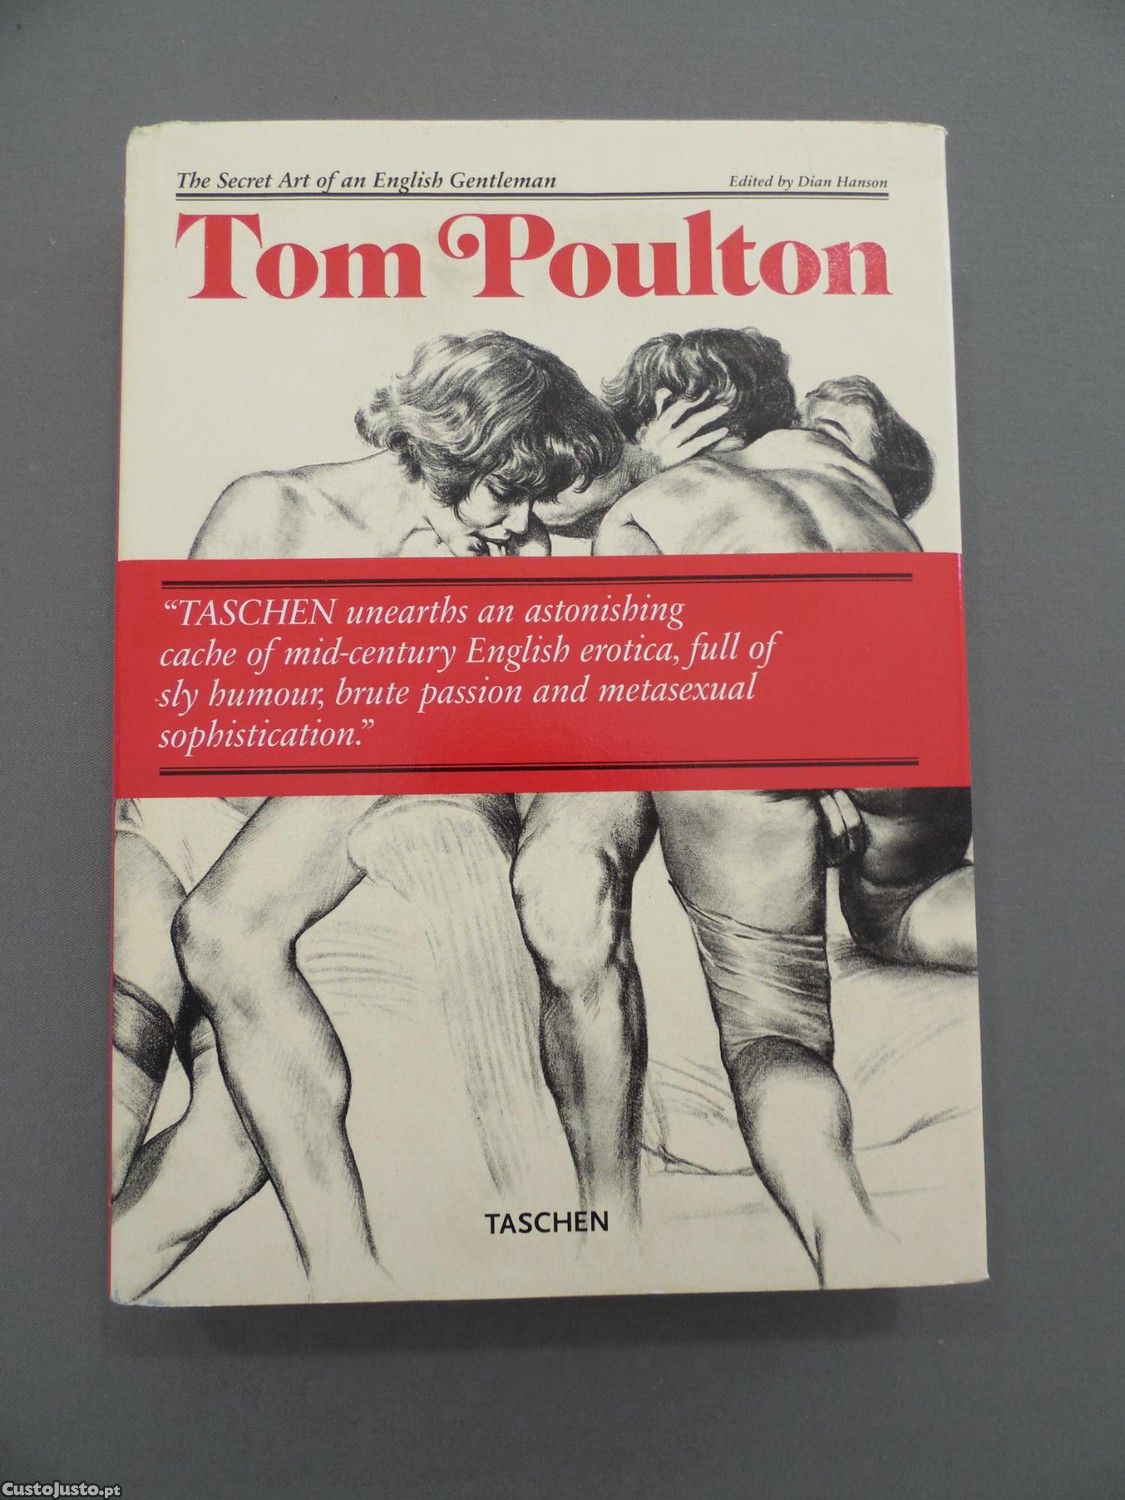 The Secret Art of an English Gentleman
Edited by Dian Hanson
Tom Poulton
“TASCHEN unearths an astonishing
cache of mid-century English erotica, full of
sly humour, brute passion and metasexual
sophistication.”
TASCHEN
CustoJusto.pt